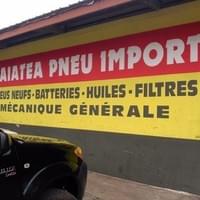 AIATEA PNEU IMPORT
EUS NEUFS-BATTERIES-HUILES-FILTRES
MÉCANIQUE GÉNÉRALE